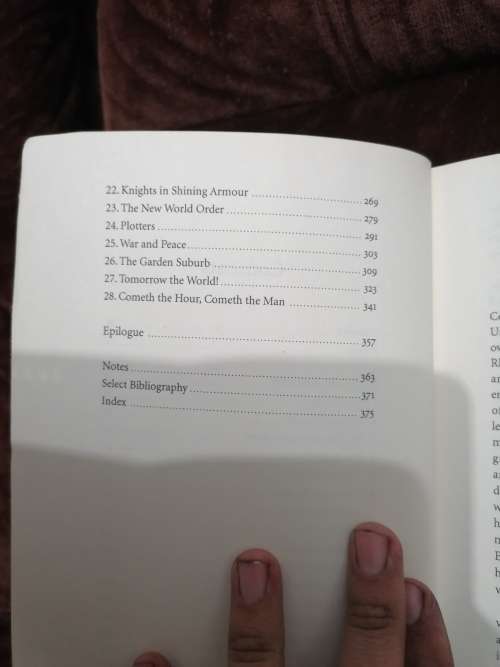 22. Knights in Shining Armour ........................... 269
23. The New World Order ................................... 279
24. Plotters ........................................................ 291
25. War and Peace ............................................... 303
26. The Garden Suburb ....................................... 309
27. Tomorrow the World! .................................... 323
28. Cometh the Hour, Cometh the Man ................. 341
Epilogue ............................................................ 357
Notes ................................................................ 363
Select Bibliography ............................................ 371
Index ................................................................ 375